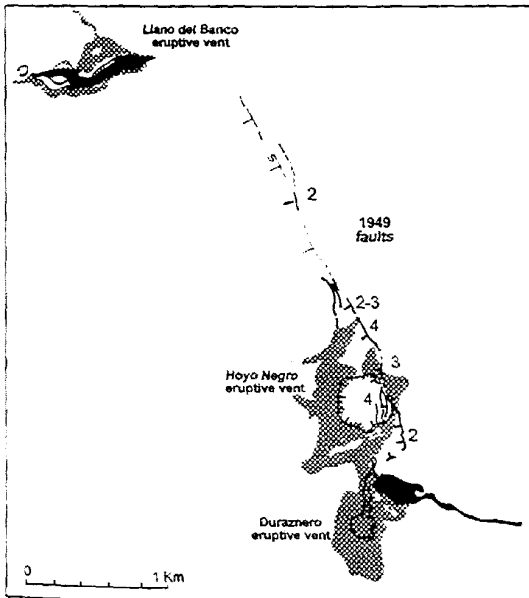 Llano del Banco
eruptive vent
S
2
1949
faults
2-3
4
3
Hoyo Negro
eruptive vent
4
2
Duraznero
eruptive vent
0 1 Km